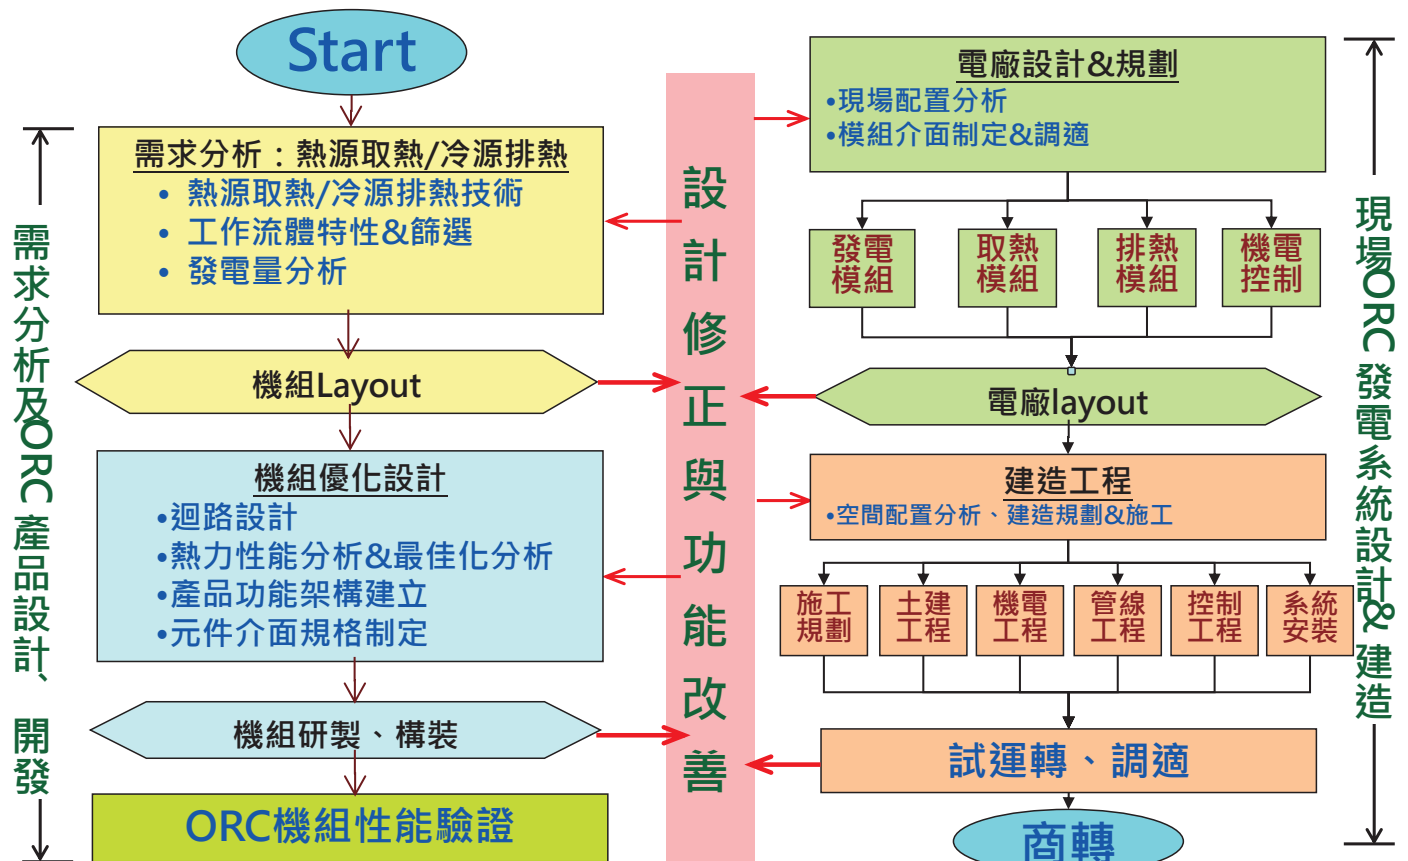 Start
需求分析：熱源取熱/冷源排熱
• 熱源取熱/冷源排熱技術
• 工作流體特性&篩選
• 發電量分析
機組Layout
機組優化設計
•迴路設計
•熱力性能分析&最佳化分析
•產品功能架構建立
•元件介面規格制定
機組研製、構裝
ORC機組性能驗證
需求分析及ORC產品設計、開發
設計修正與功能改善
電廠設計&規劃
•現場配置分析
•模組介面制定&調適
發電
模組
取熱
模組
排熱
模組
機電
控制
電廠layout
建造工程
•空間配置分析、建造規劃&施工
施工
規劃
土建
工程
機電
工程
管線
工程
控制
工程
系統
安裝
試運轉、調適
商轉
現場ORC發電系統設計&建造